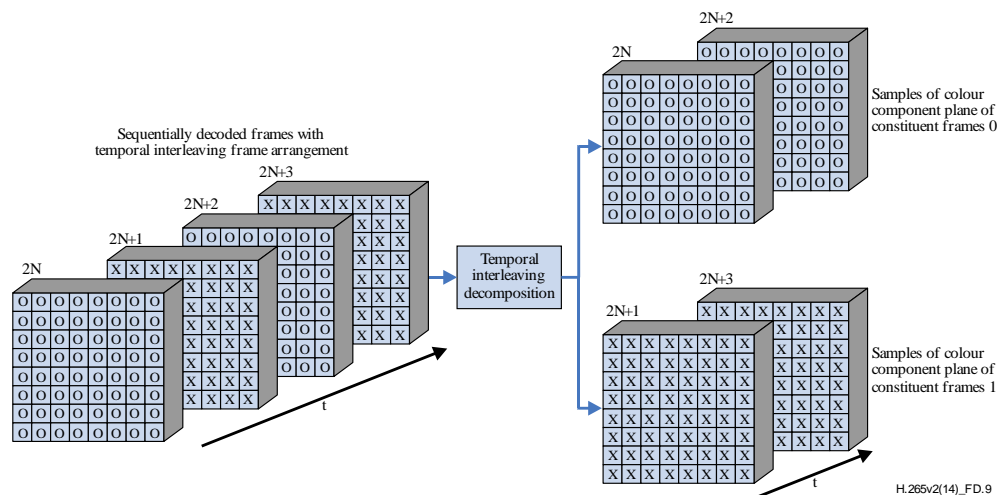 Sequentially decoded frames with
temporal interleaving frame arrangement
2N
O O O O O O O O
O O O O O O O O
O O O O O O O O
O O O O O O O O
O O O O O O O O
O O O O O O O O
O O O O O O O O
O O O O O O O O
2N+1
X X X X X X X X
X X X X
X X X X
X X X X
X X X X
X X X X
X X X X
X X X X
2N+2
O O O O O O O O
O O O
O O O
O O O
O O O
O O O
O O O
O O O
2N+3
X X X X X X X X
X X X
X X X
X X X
X X X
X X X
X X X
X X X
t
Temporal
interleaving
decomposition
2N
O O O O O O O O
O O O O O O O O
O O O O O O O O
O O O O O O O O
O O O O O O O O
O O O O O O O O
O O O O O O O O
O O O O O O O O
2N+2
O O O O O O O O
O O O O
O O O O
O O O O
O O O O
O O O O
O O O O
O O O O
Samples of colour
component plane of
constituent frames 0
2N+1
X X X X X X X X
X X X X X X X X
X X X X X X X X
X X X X X X X X
X X X X X X X X
X X X X X X X X
X X X X X X X X
X X X X X X X X
2N+3
X X X X X X X X
X X X X
X X X X
X X X X
X X X X
X X X X
X X X X
X X X X
Samples of colour
component plane of
constituent frames 1
t
H.265v2(14)_FD.9